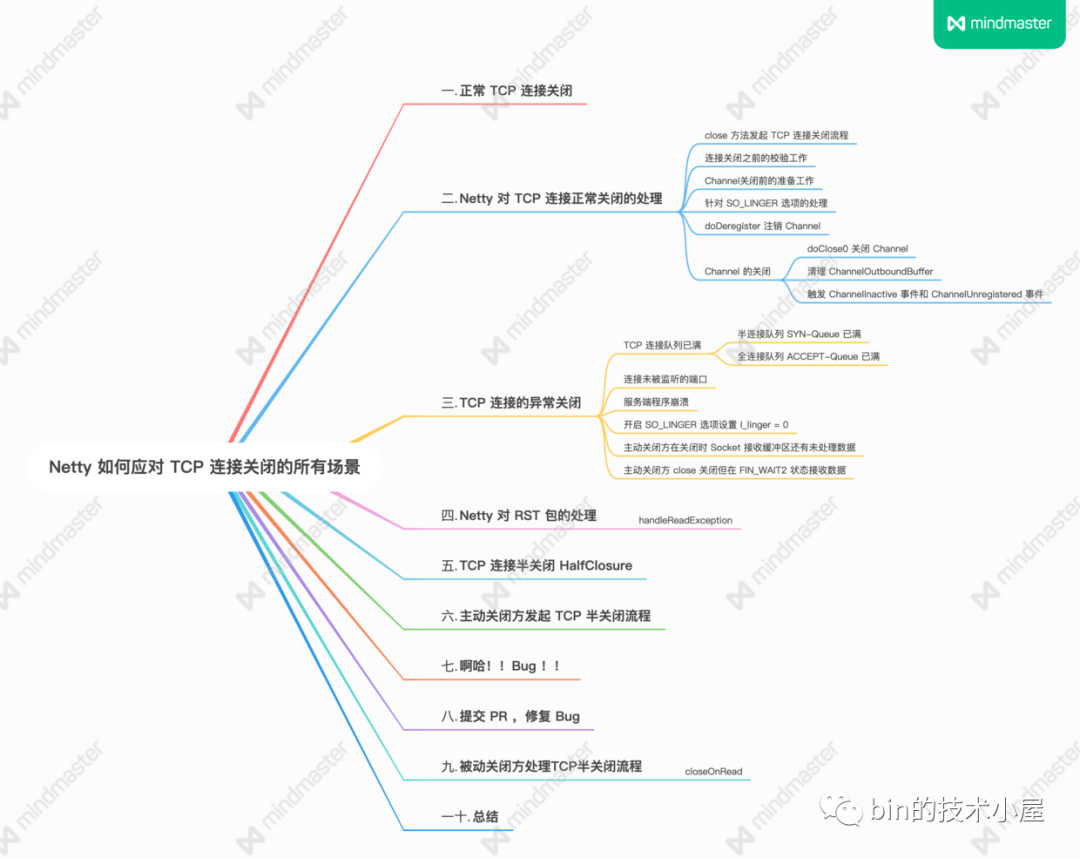 mindmaster
一.正常 TCP 连接关闭
close 方法发起 TCP 连接关闭流程
连接关闭之前的校验工作
Channel关闭前的准备工作
二.Netty 对 TCP 连接正常关闭的处理
针对 SO_LINGER 选项的处理
doDeregister 注销 Channel
Channel 的关闭
doClose0 关闭 Channel
清理 ChannelOutboundBuffer
触发 ChannelInactive 事件和 ChannelUnregistered 事件
三.TCP 连接的异常关闭
TCP 连接队列已满
半连接队列 SYN-Queue 已满
全连接队列 ACCEPT-Queue 已满
连接未被监听的端口
服务端程序崩溃
开启 SO_LINGER 选项设置 l_linger = 0
主动关闭方在关闭时 Socket 接收缓冲区还有未处理数据
主动关闭方 close 关闭但在 FIN_WAIT2 状态接收数据
Netty 如何应对 TCP 连接关闭的所有场景
四.Netty 对 RST 包的处理
handleReadException
五.TCP 连接半关闭 HalfClosure
六.主动关闭方发起 TCP 半关闭流程
七.啊哈！！Bug ！！
八.提交 PR ，修复 Bug
九.被动关闭方处理TCP半关闭流程
closeOnRead
一十.总结
bin的技术小屋